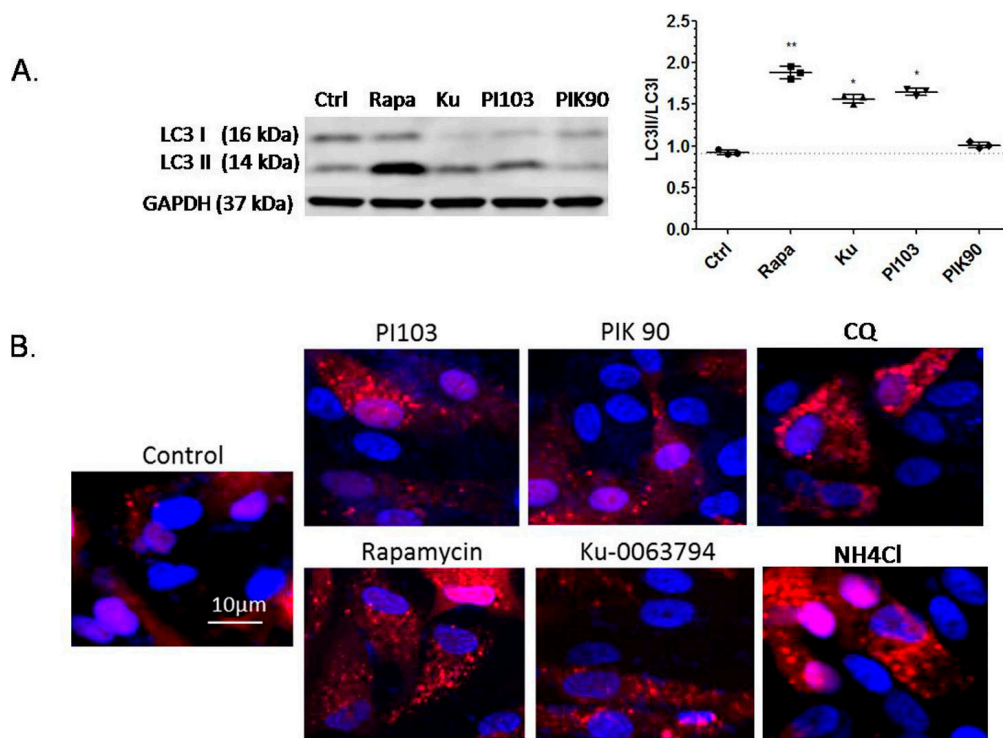 A.
Ctrl Rapa Ku PI103 PIK90
LC3 I (16 kDa)
LC3 II (14 kDa)
GAPDH (37 kDa)
LC3II/LC3I
2.5
2.0
1.5
1.0
0.5
0.0
**
*
*
Ctrl
Rapa
Ku
PI103
PIK90
B.
Control
10μm
PI103
PIK 90
CQ
Rapamycin
Ku-0063794
NH4Cl